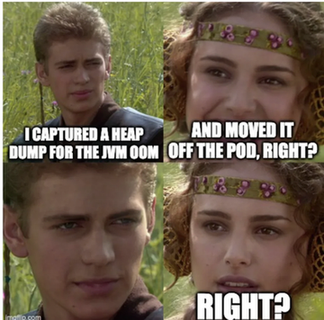 I CAPTURED A HEAP
DUMP FOR THE JVM OOM
AND MOVED IT
OFF THE POD, RIGHT?
RIGHT?
imgflip.com